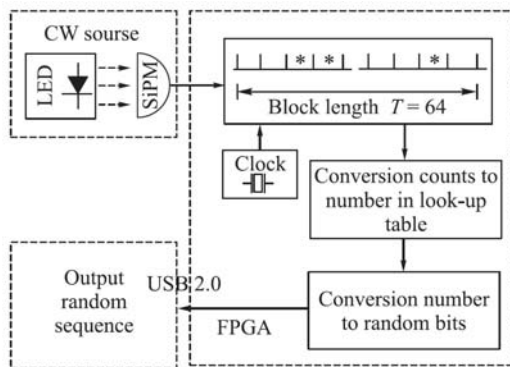 CW sourse
LED
SiPM
* * *
Block length T = 64
Clock
Conversion counts to
number in look-up
table
Conversion number
to random bits
USB 2.0
FPGA
Output
random
sequence